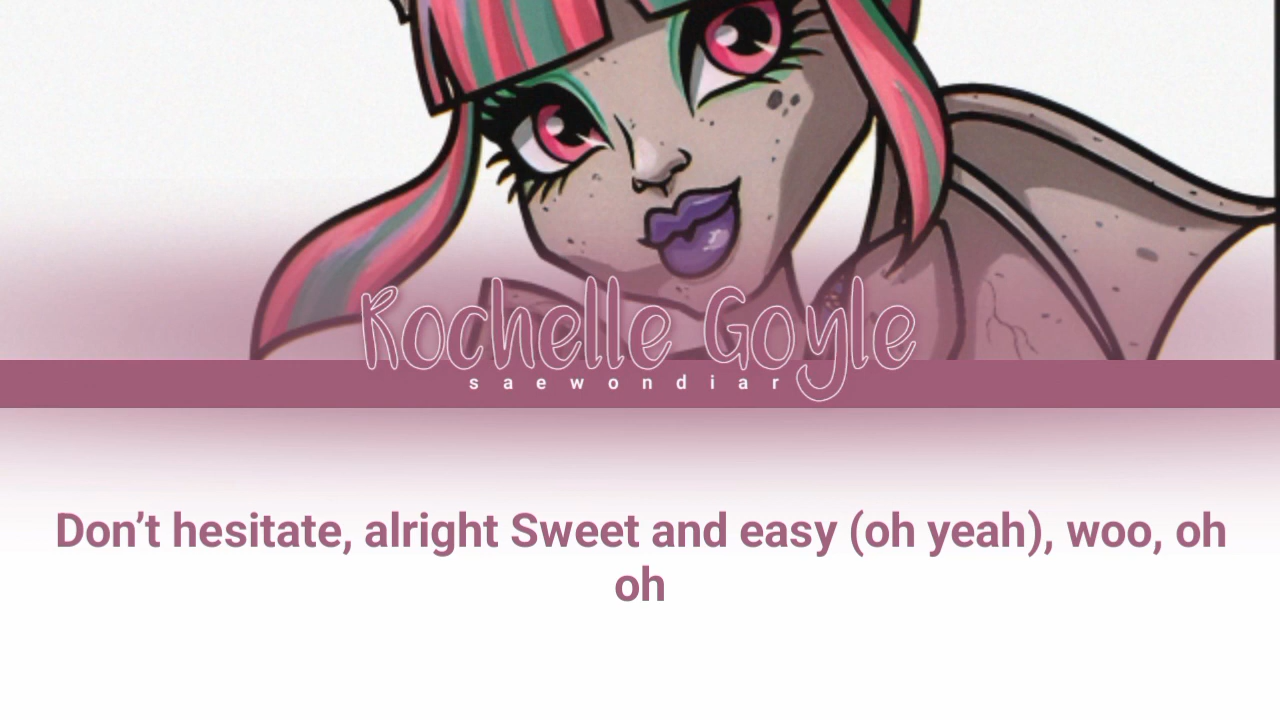 Rochelle Goyle
saewondiar
Don’t hesitate, alright Sweet and easy (oh yeah), woo, oh
oh